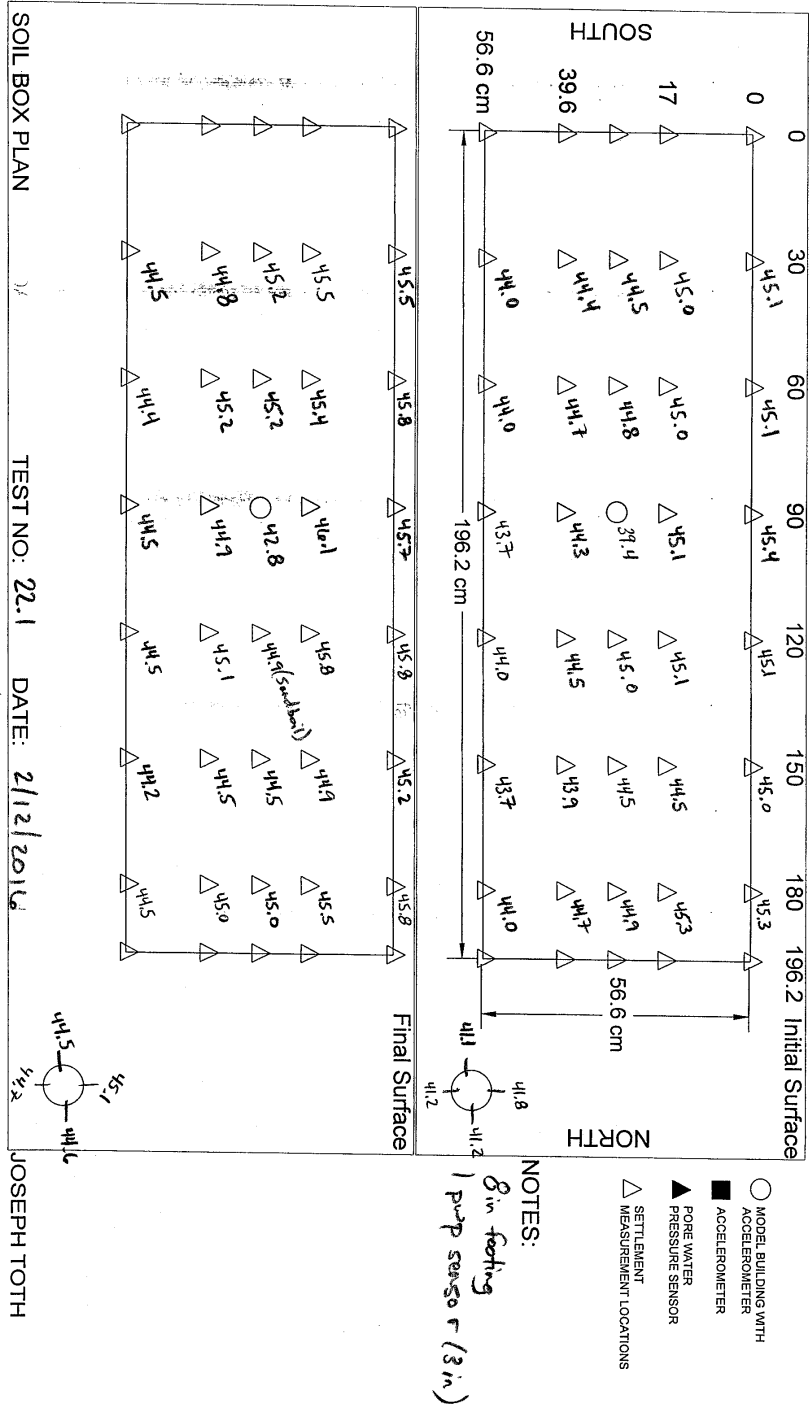 0 30 60 90 120 150 180 196.2 Initial Surface
0 45.1 45.1 45.4 45.1 45.0 45.3
17 45.0 45.0 45.1 45.1 44.5 45.3
44.5 44.8 39.4 45.0 44.5 44.9
39.6 44.4 44.7 44.3 44.5 43.9 44.7
56.6 cm 44.0 44.0 43.7 44.0 43.7 44.0
SOUTH
NORTH
196.2 cm
56.6 cm
41.8
41.1 41.2
41.2
Final Surface
45.5 45.8 45.7 45.8 45.2 45.8
45.5 45.4 46.1 45.8 44.9 45.5
45.2 45.2 42.8 44.9 (sand boil) 44.5 45.0
44.8 45.2 44.9 45.1 44.5 45.0
44.5 44.4 44.5 44.5 44.2 44.5
45.1
44.5 44.6
44.2
SOIL BOX PLAN TEST NO: 22.1 DATE: 2/12/2016 JOSEPH TOTH
MODEL BUILDING WITH
ACCELEROMETER
ACCELEROMETER
PORE WATER
PRESSURE SENSOR
SETTLEMENT
MEASUREMENT LOCATIONS
NOTES:
8in footing
1 pwp sensor (3in)